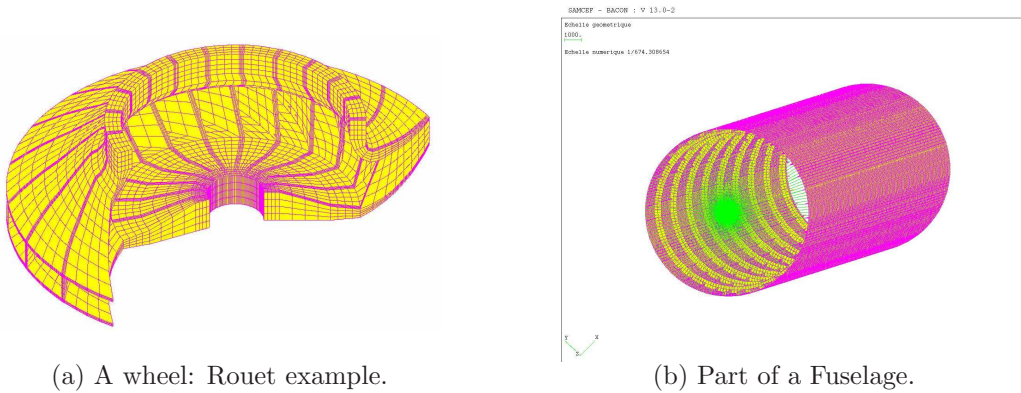 SAMCEF - BACON : V 13.0-2
Echelle geometrique
1000.
Echelle numerique 1/674.308654
Y X
Z
(a) A wheel: Rouet example.
(b) Part of a Fuselage.